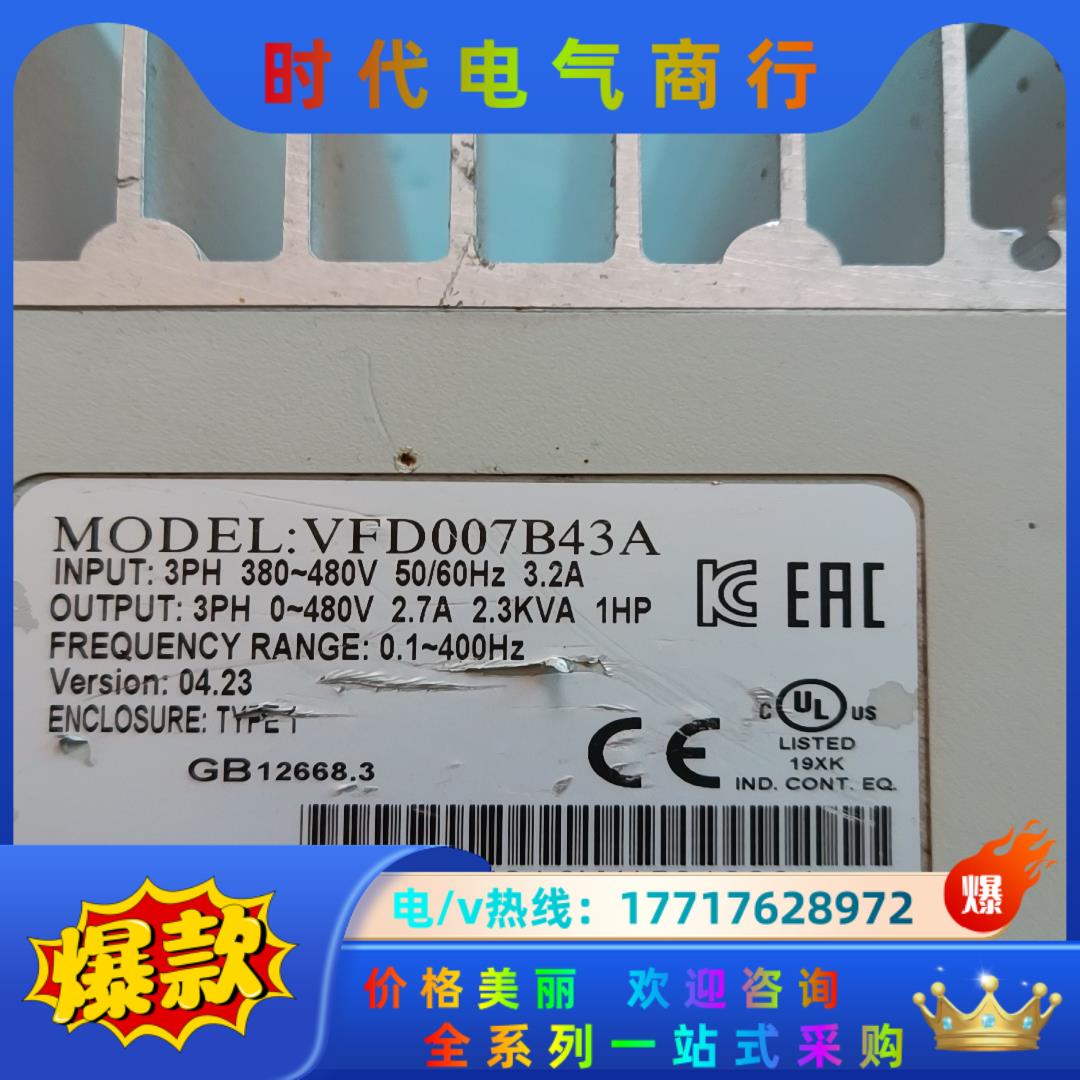 时代电气商行
MODEL:VFD007B43A
INPUT: 3PH 380~480V 50/60Hz 3.2A
OUTPUT: 3PH 0~480V 2.7A 2.3KVA 1HP
FREQUENCY RANGE: 0.1~400Hz
Version: 04.23
ENCLOSURE: TYPE 1
GB12668.3
EAC
CE
C UL US
LISTED
19XK
IND. CONT. EQ.
电/v热线：17717628972
爆
爆款
价格美丽 欢迎咨询
全系列一站式采购